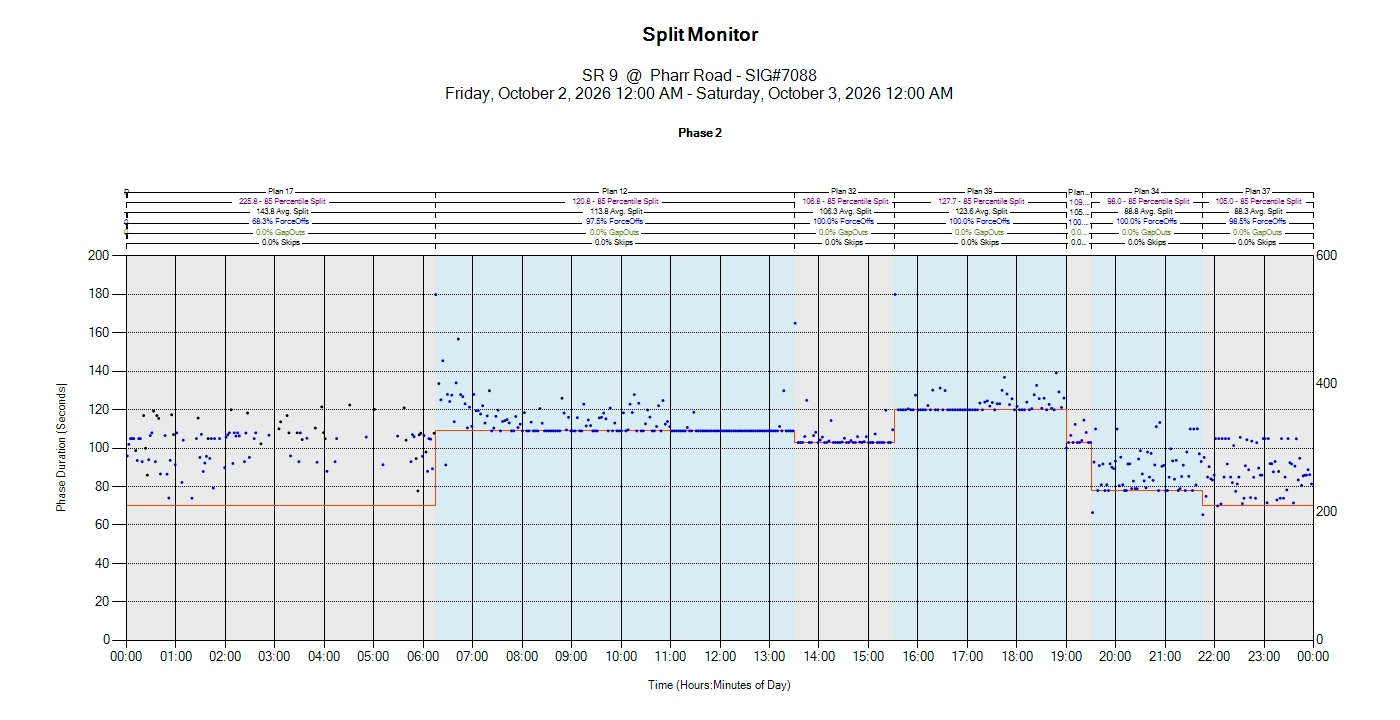 Split Monitor
SR 9 @ Pharr Road - SIG#7088
Friday, October 2, 2026 12:00 AM - Saturday, October 3, 2026 12:00 AM
Phase 2
Plan 17 Plan 12 Plan 32 Plan 39 Plan... Plan 34 Plan 37
225.8 - 85 Percentile Split 120.8 - 85 Percentile Split 106.8 - 85 Percentile Split 127.7 - 85 Percentile Split 109... 98.0 - 85 Percentile Split 105.0 - 85 Percentile Split
143.8 Avg. Split 113.8 Avg. Split 106.3 Avg. Split 123.6 Avg. Split 105... 88.8 Avg. Split 88.3 Avg. Split
68.3% ForceOffs 97.5% ForceOffs 100.0% ForceOffs 100.0% ForceOffs 100... 100.0% ForceOffs 98.5% ForceOffs
0.0% GapOuts 0.0% GapOuts 0.0% GapOuts 0.0% GapOuts 0.0... 0.0% GapOuts 0.0% GapOuts
0.0% Skips 0.0% Skips 0.0% Skips 0.0% Skips 0.0... 0.0% Skips 0.0% Skips
200 600
180
160
140 400
120
100
80
60 200
40
20
0 0
Phase Duration [Seconds]
00:00 01:00 02:00 03:00 04:00 05:00 06:00 07:00 08:00 09:00 10:00 11:00 12:00 13:00 14:00 15:00 16:00 17:00 18:00 19:00 20:00 21:00 22:00 23:00 00:00
Time (Hours:Minutes of Day)